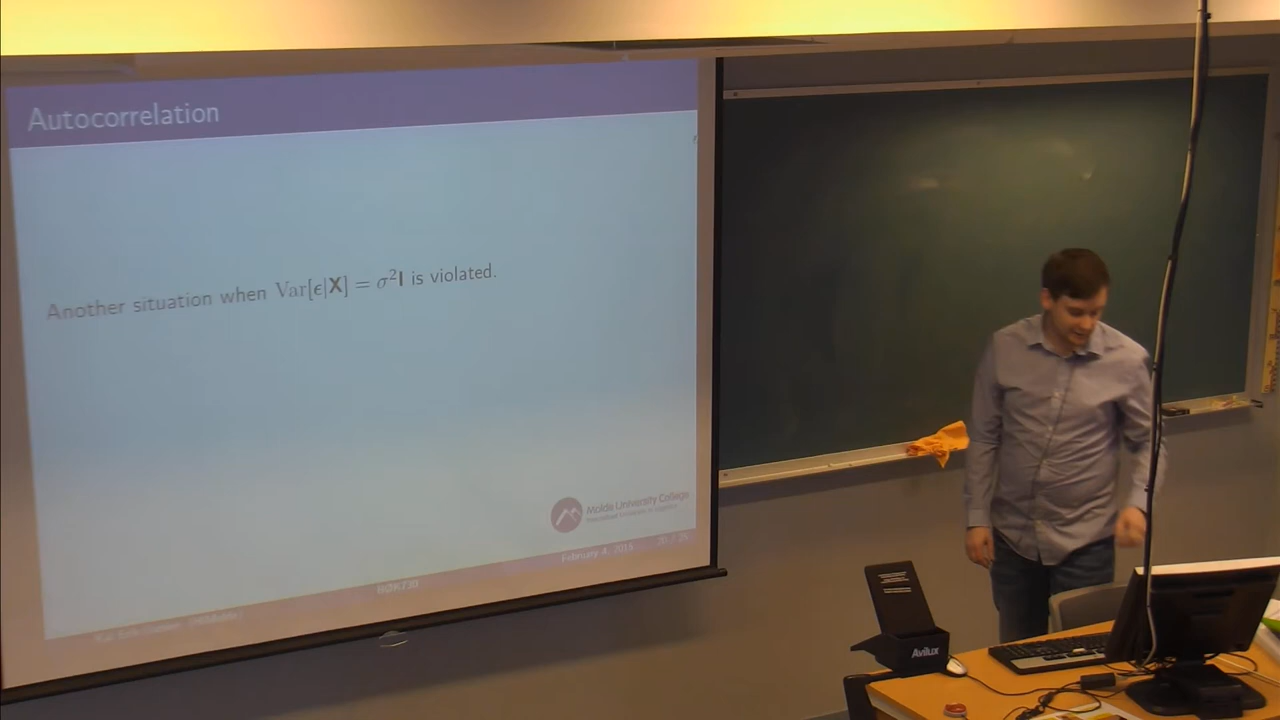 Autocorrelation
Another situation when Var[ϵ|X] = σ²I is violated.
Molde University College
February 4, 2015
Avilux